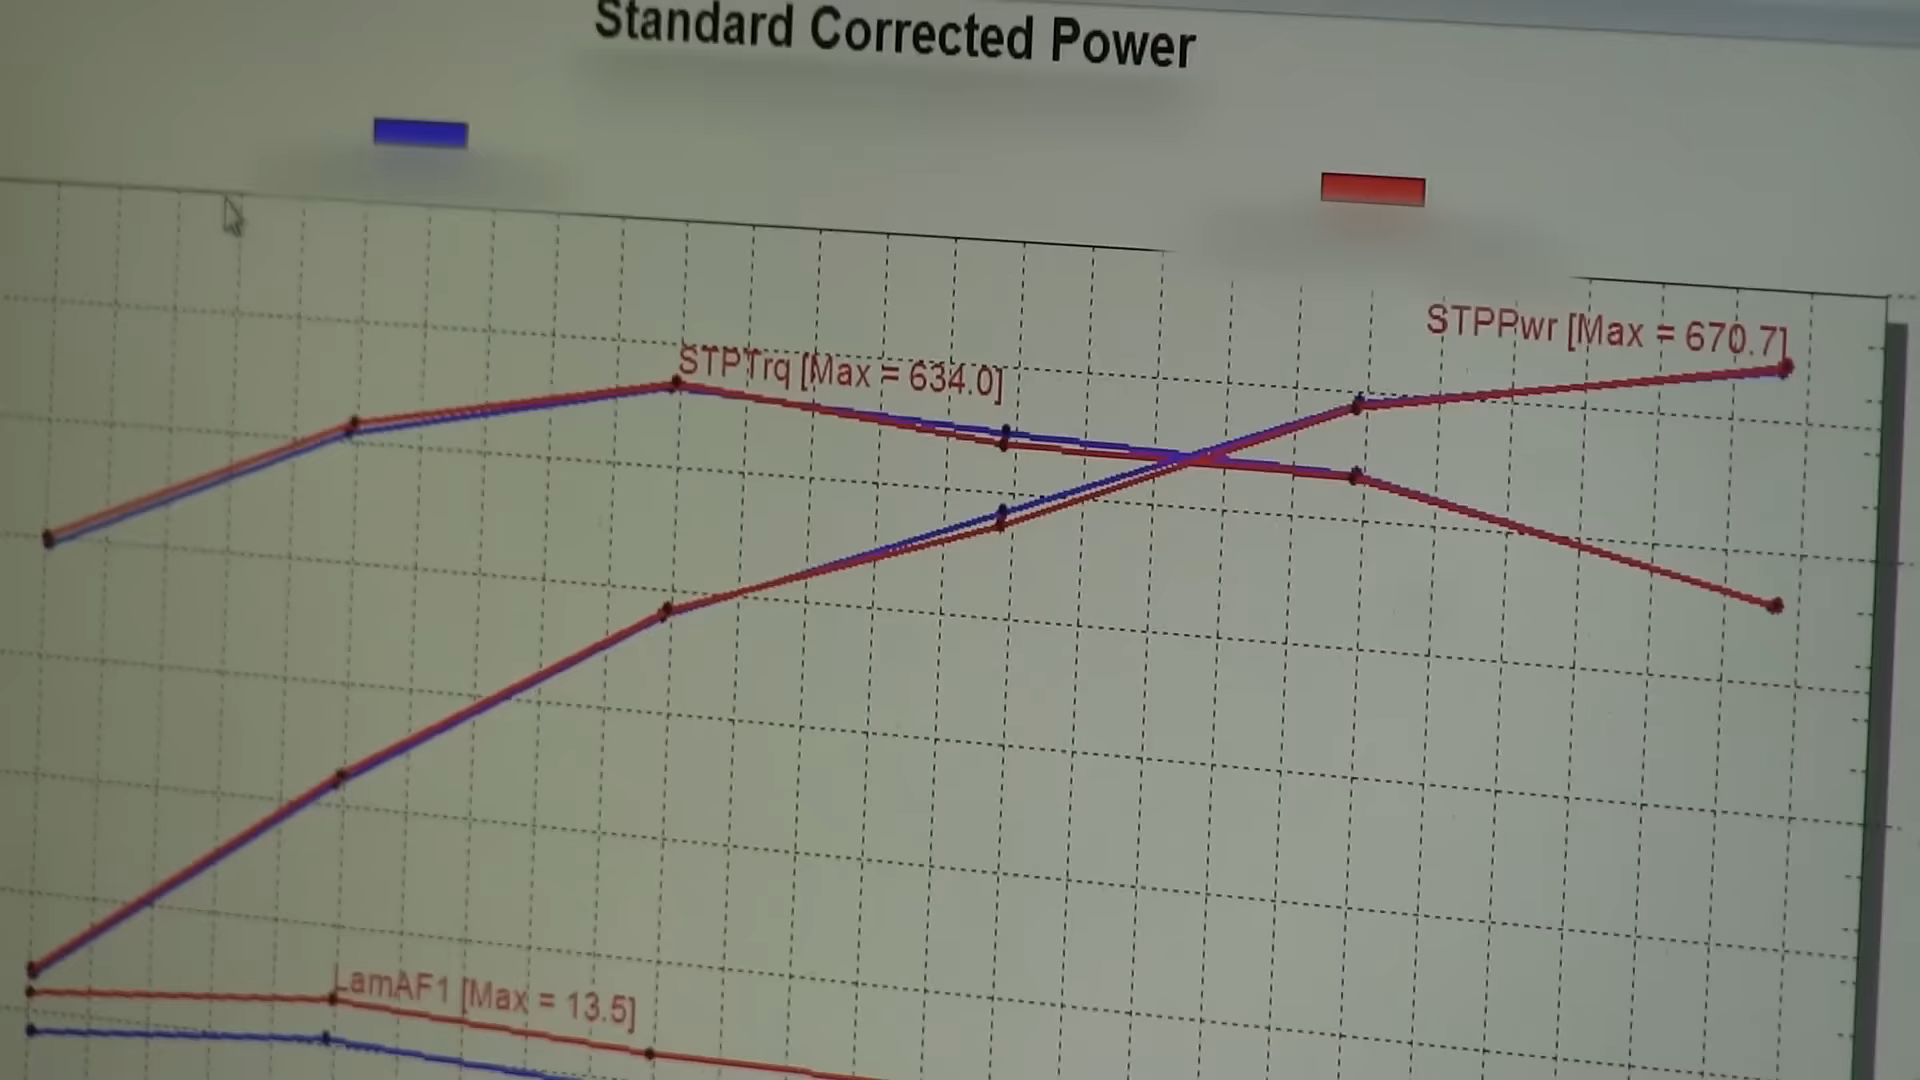 Standard Corrected Power
STPPwr [Max = 670.7]
STPTrq [Max = 634.0]
LamAF1 [Max = 13.5]